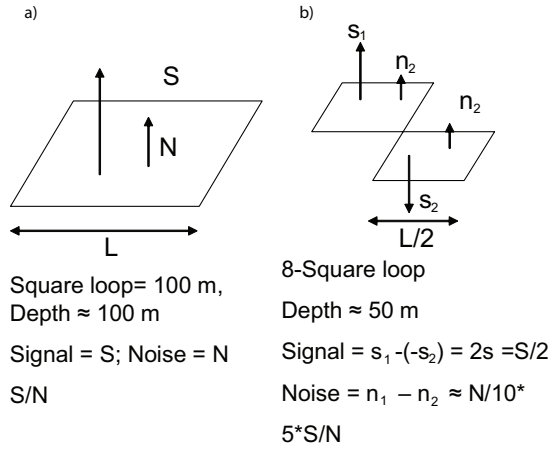 a)
S
N
L
Square loop= 100 m,
Depth ≈ 100 m
Signal = S; Noise = N
S/N
b)
s₁
n₂
n₂
s₂
L/2
8-Square loop
Depth ≈ 50 m
Signal = s₁-(-s₂) = 2s =S/2
Noise = n₁ – n₂ ≈ N/10*
5*S/N